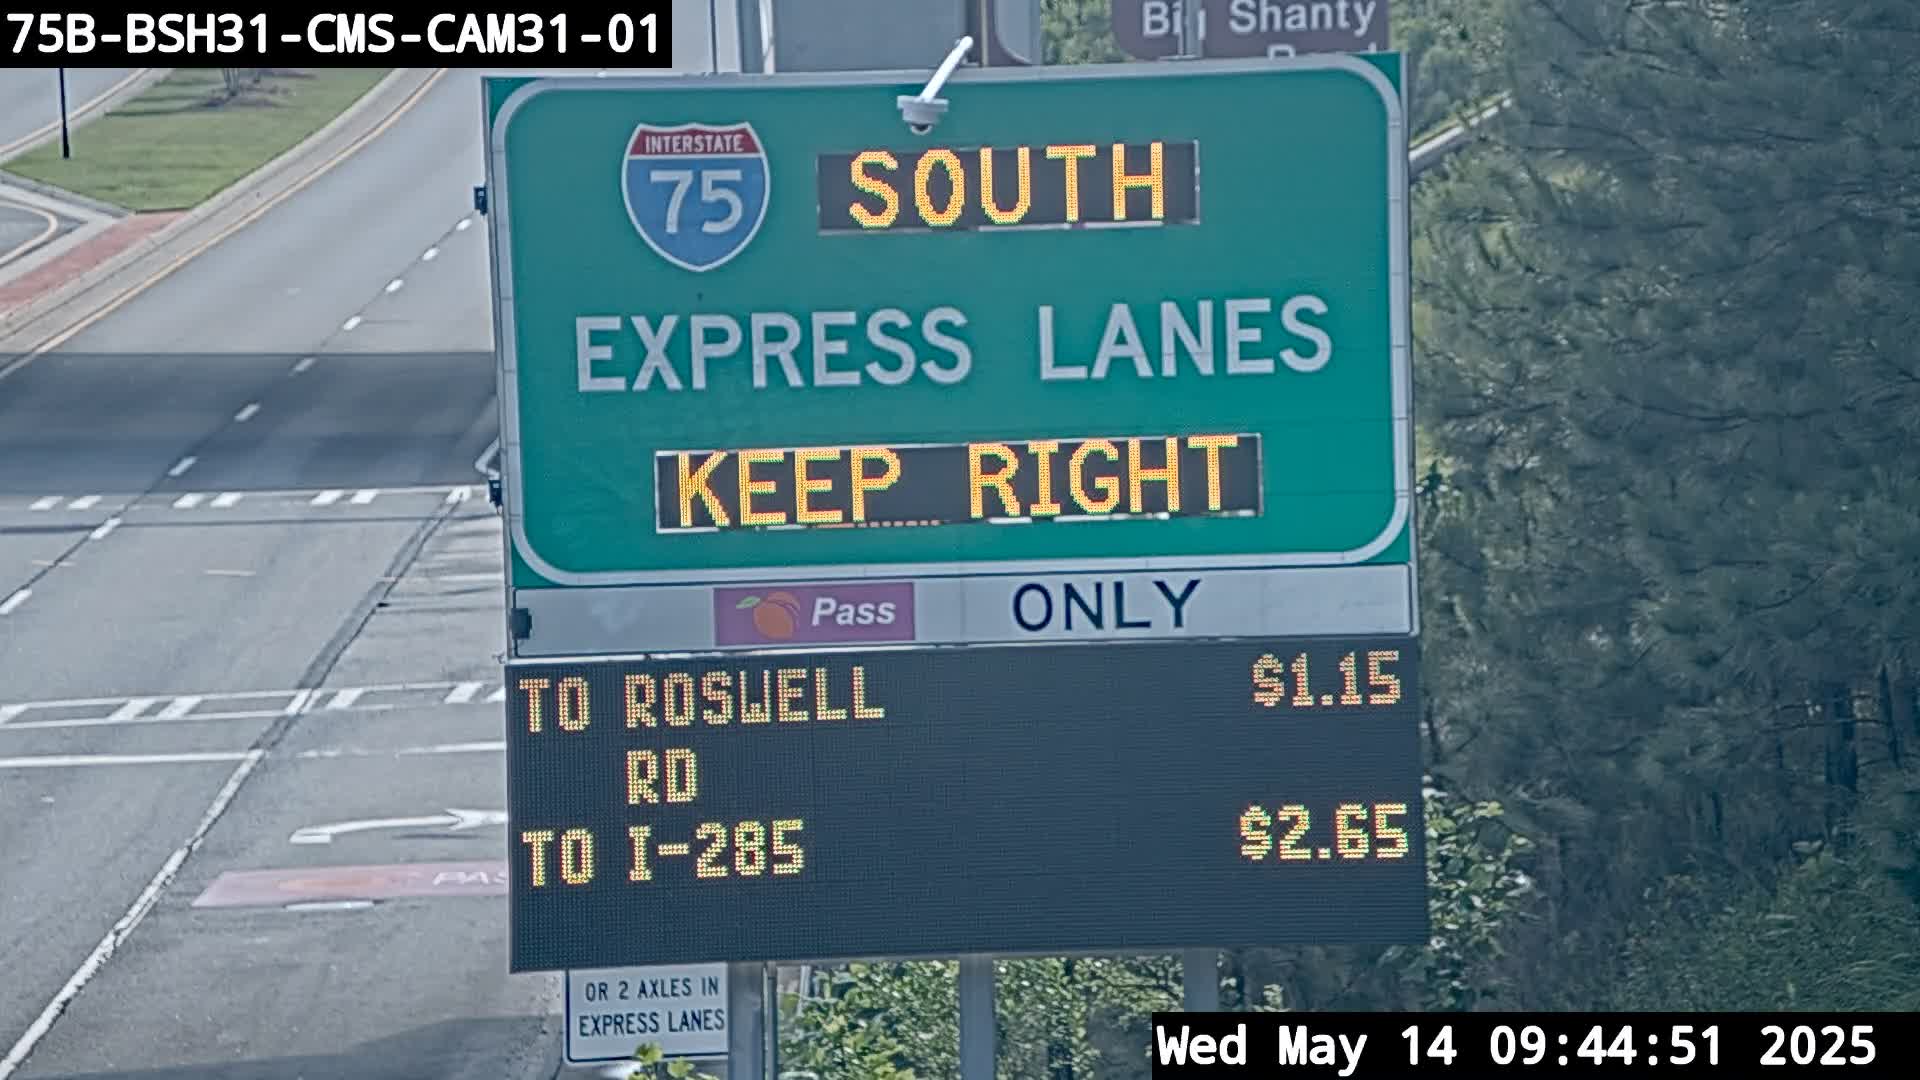 75B-BSH31-CMS-CAM31-01
Big Shanty
Road
INTERSTATE
75
SOUTH
EXPRESS LANES
KEEP RIGHT
Pass ONLY
TO ROSWELL $1.15
RD
TO I-285 $2.65
OR 2 AXLES IN
EXPRESS LANES
Wed May 14 09:44:51 2025